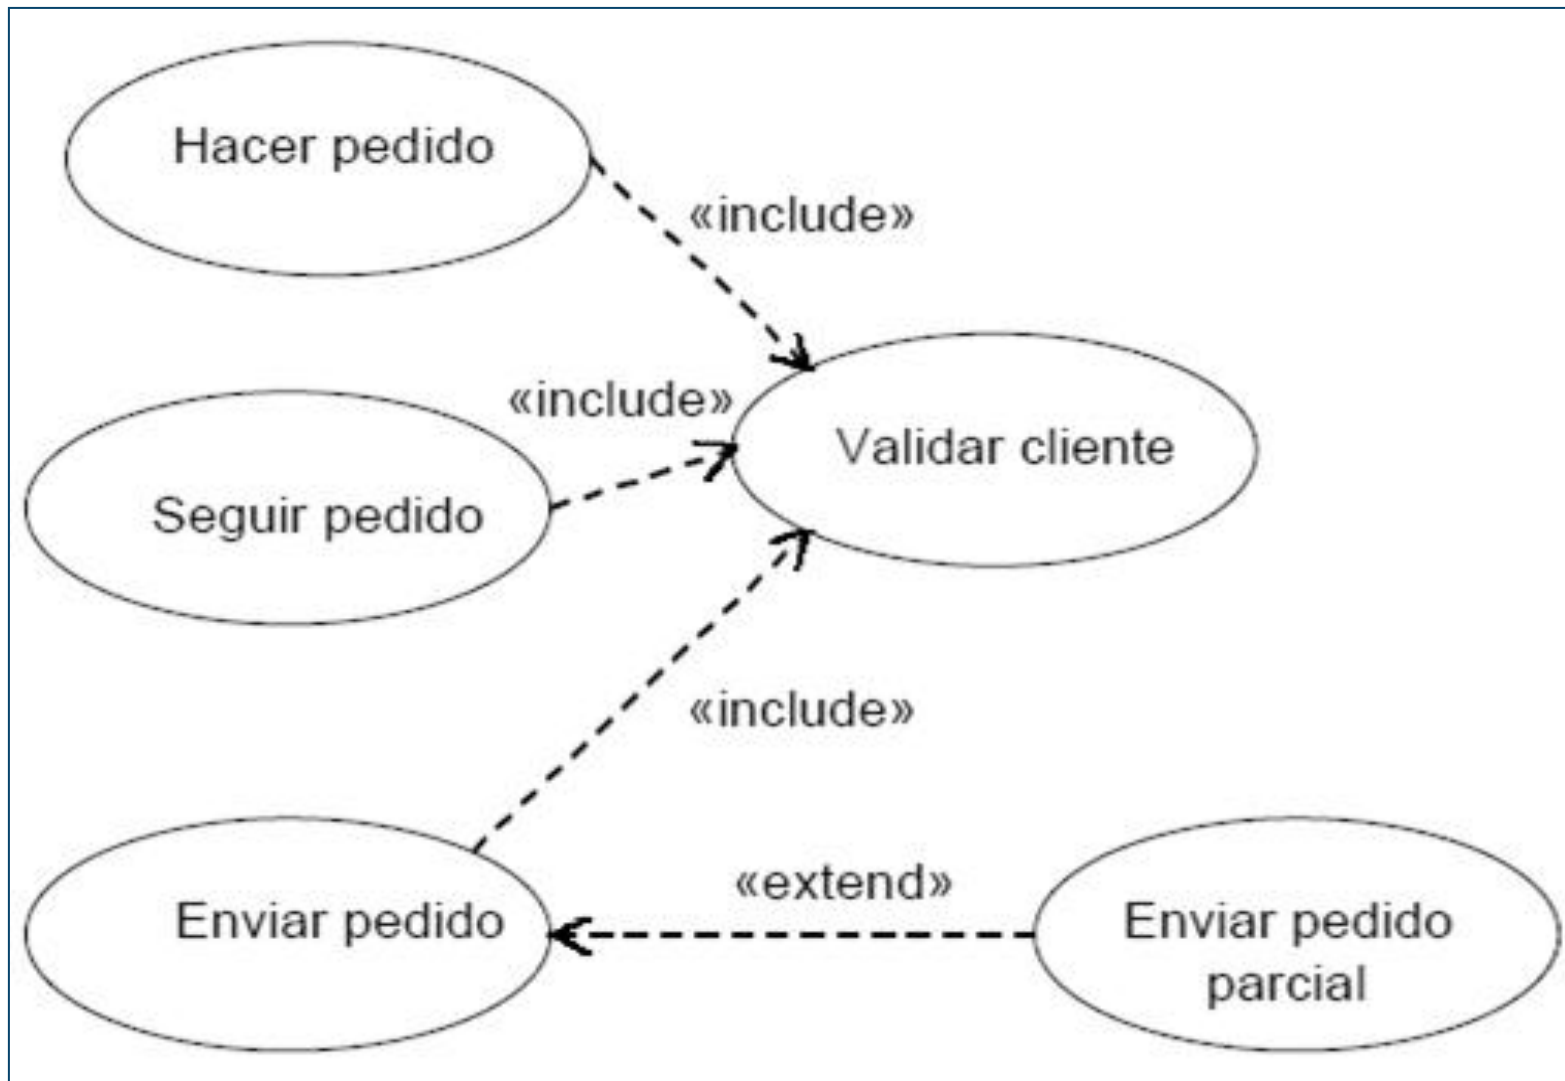 Hacer pedido
«include»
«include»
Validar cliente
Seguir pedido
«include»
«extend»
Enviar pedido
Enviar pedido
parcial